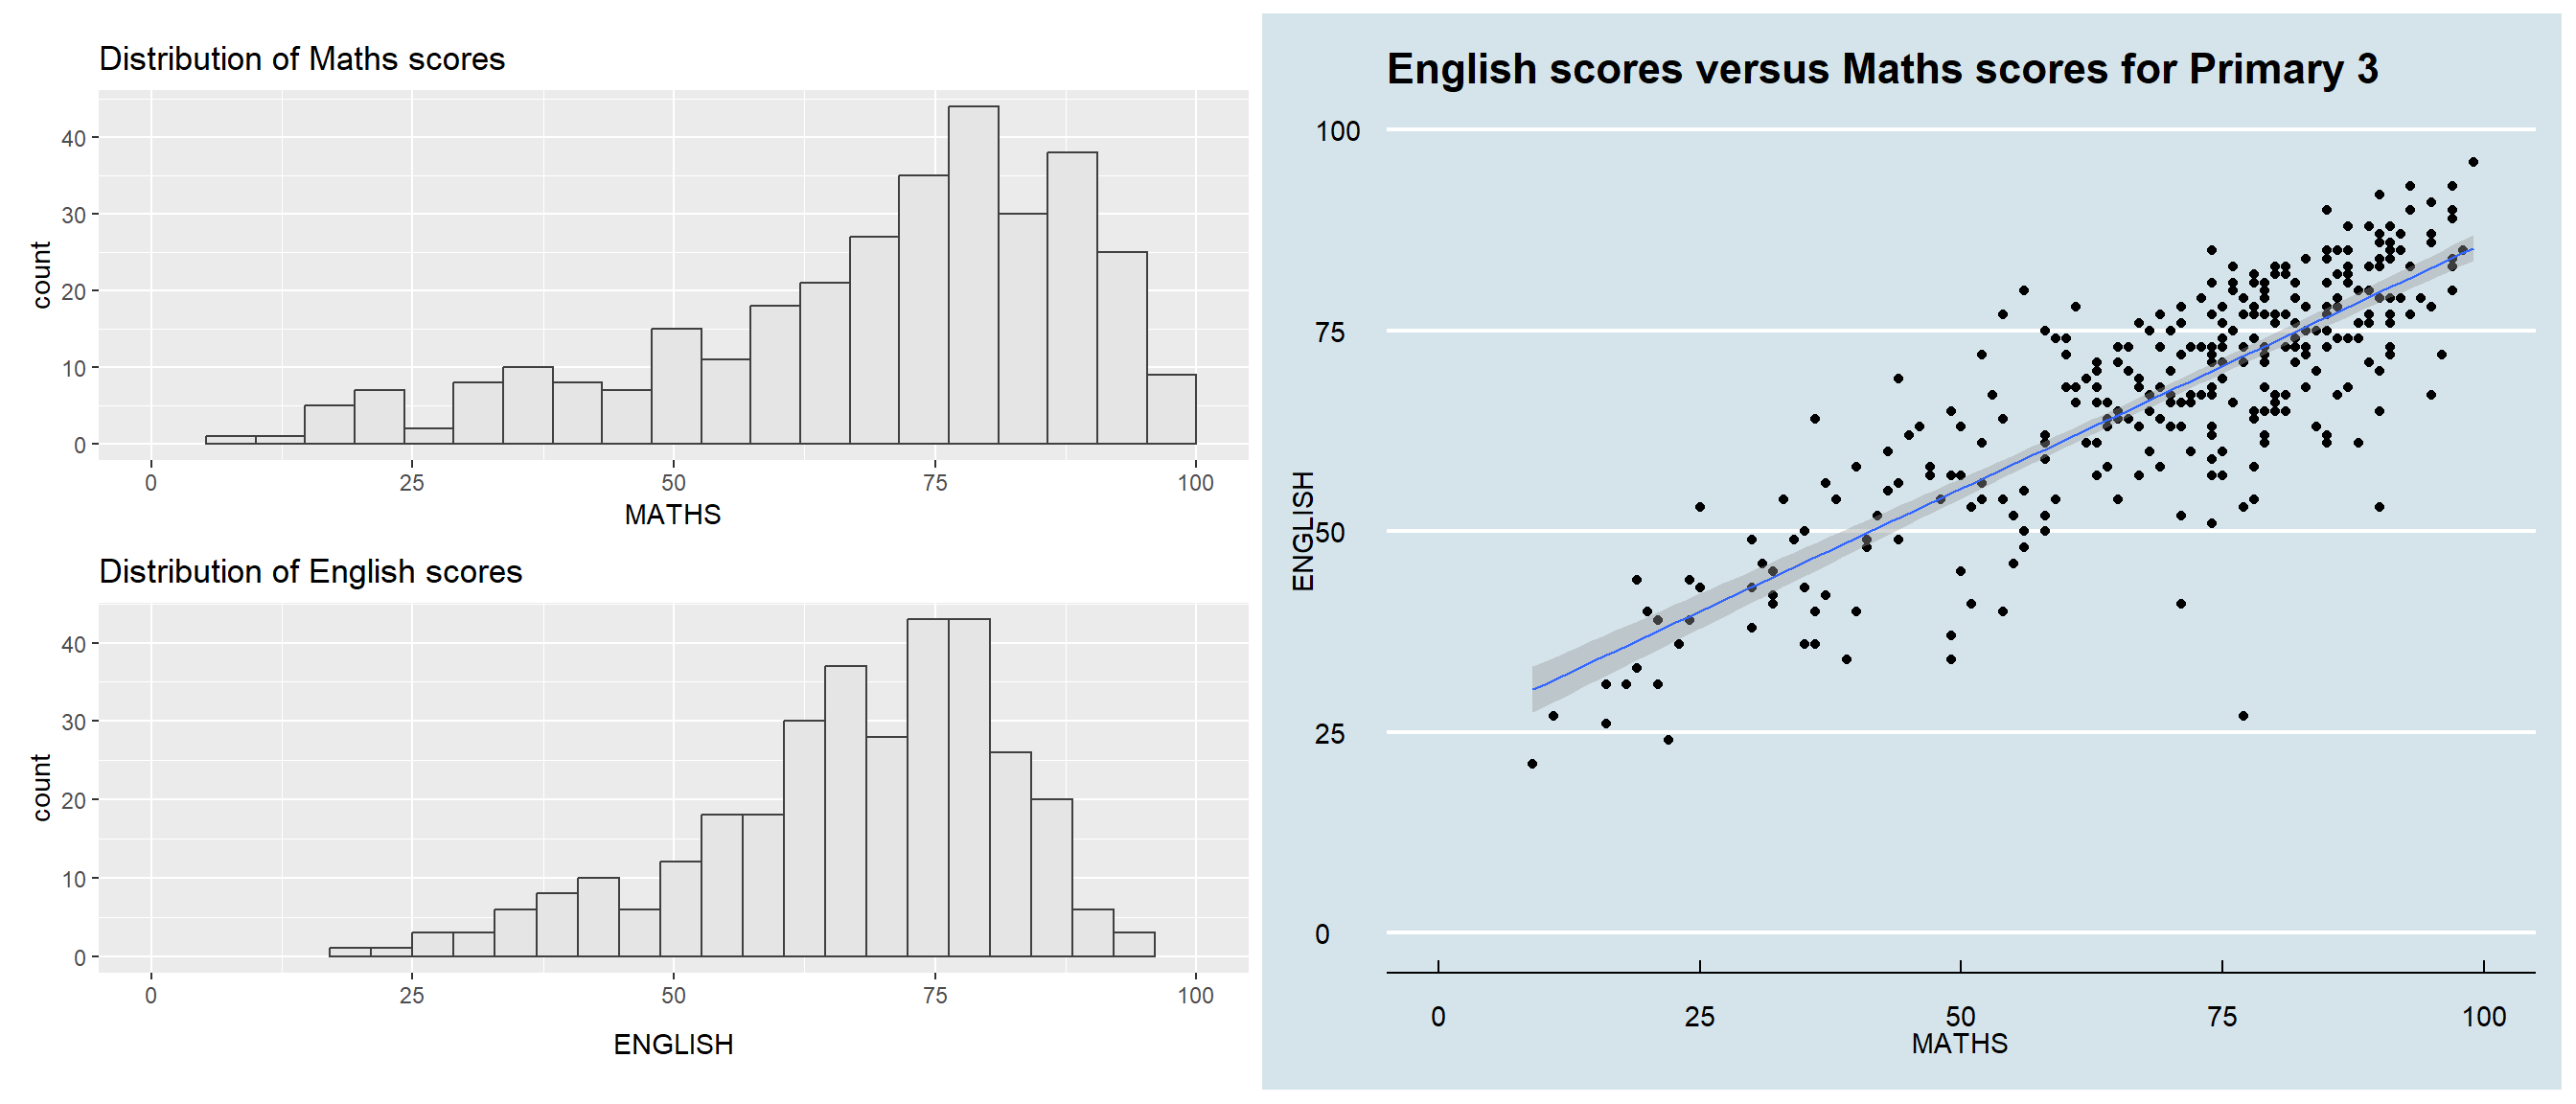 Distribution of Maths scores
count
40
30
20
10
0
0 25 50 75 100
MATHS
Distribution of English scores
count
40
30
20
10
0
0 25 50 75 100
ENGLISH
English scores versus Maths scores for Primary 3
ENGLISH
100
75
50
25
0
0 25 50 75 100
MATHS